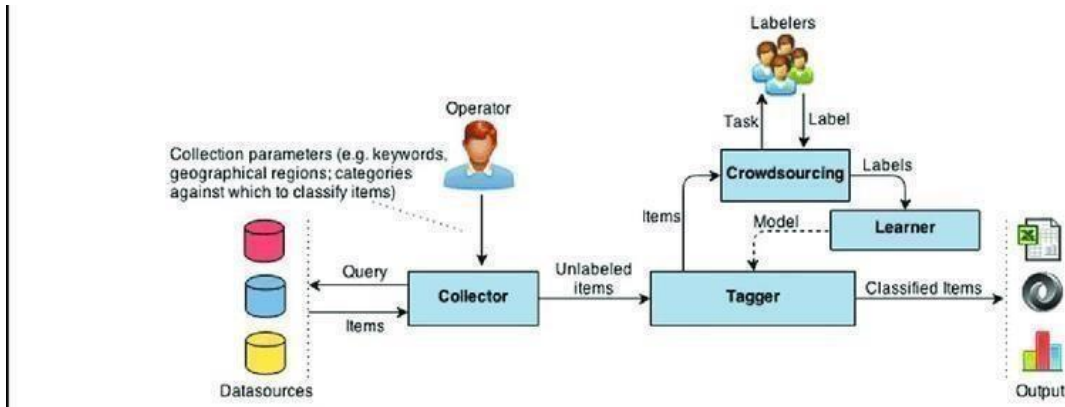 Labelers
Operator
Task
Label
Collection parameters (e.g. keywords,
geographical regions; categories
against which to classify items)
Crowdsourcing
Labels
Items
Model
Learner
Query
Collector
Unlabeled
items
Tagger
Classified Items
Items
Datasources
Output